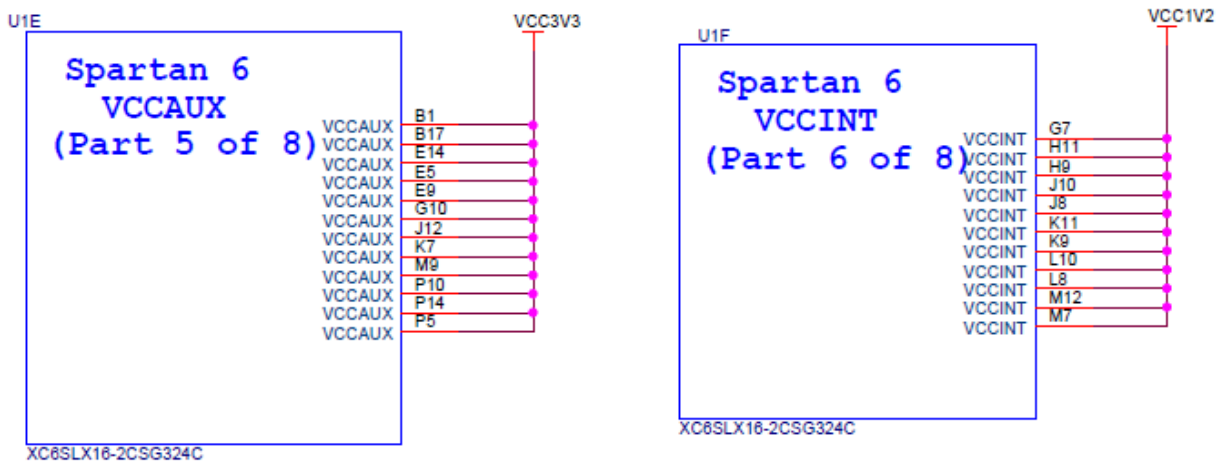 U1E
VCC3V3
Spartan 6
VCCAUX
(Part 5 of 8)
VCCAUX B1
VCCAUX B17
VCCAUX E14
VCCAUX E5
VCCAUX E9
VCCAUX G10
VCCAUX J12
VCCAUX K7
VCCAUX M9
VCCAUX P10
VCCAUX P14
VCCAUX P5
XC6SLX16-2CSG324C
U1F
VCC1V2
Spartan 6
VCCINT
(Part 6 of 8)
VCCINT G7
VCCINT H11
VCCINT H9
VCCINT J10
VCCINT J8
VCCINT K11
VCCINT K9
VCCINT L10
VCCINT L8
VCCINT M12
VCCINT M7
XC6SLX16-2CSG324C